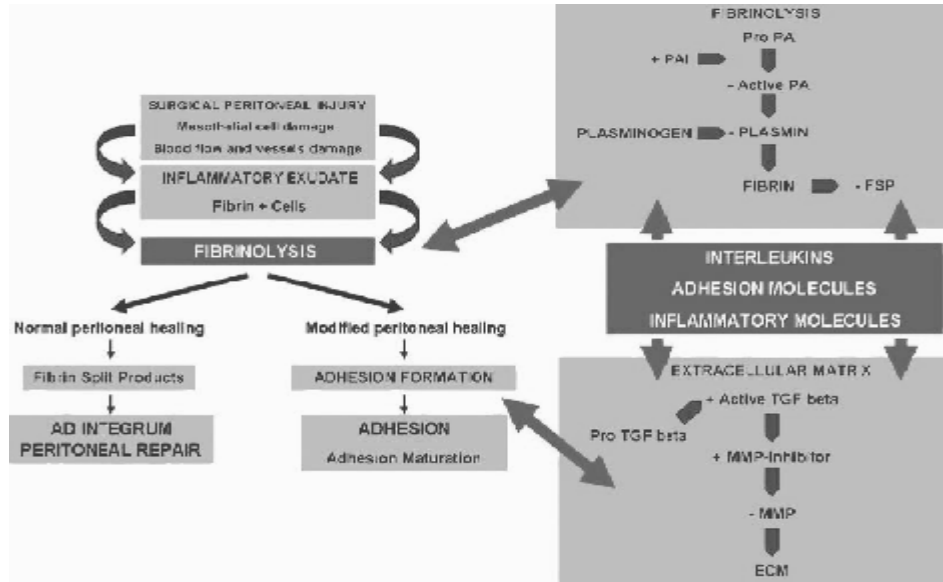 SURGICAL PERITONEAL INJURY
Mesothelial cell damage
Blood flow and vessels damage
INFLAMMATORY EXUDATE
Fibrin + Cells
FIBRINOLYSIS
Normal peritoneal healing
Modified peritoneal healing
Fibrin Split Products
ADHESION FORMATION
AD INTEGRUM
PERITONEAL REPAIR
ADHESION
Adhesion Maturation
FIBRINOLYSIS
Pro PA
+ PAI
- Active PA
PLASMINOGEN
- PLASMIN
FIBRIN
- FSP
INTERLEUKINS
ADHESION MOLECULES
INFLAMMATORY MOLECULES
EXTRACELLULAR MATRIX
+ Active TGF beta
Pro TGF beta
+ MMP-Inhibitor
- MMP
ECM